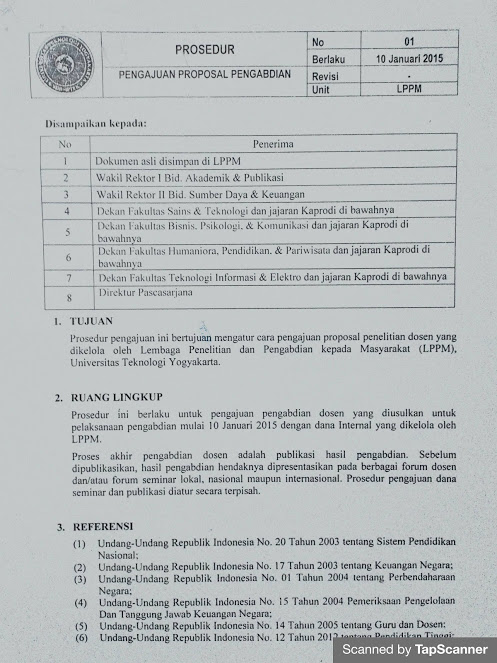 PROSEDUR
PENGAJUAN PROPOSAL PENGABDIAN
No 01
Berlaku 10 Januari 2015
Revisi -
Unit LPPM
Disampaikan kepada:
No Penerima
1 Dokumen asli disimpan di LPPM
2 Wakil Rektor I Bid. Akademik & Publikasi
3 Wakil Rektor II Bid. Sumber Daya & Keuangan
4 Dekan Fakultas Sains & Teknologi dan jajaran Kaprodi di bawahnya
5 Dekan Fakultas Bisnis, Psikologi, & Komunikasi dan jajaran Kaprodi di
bawahnya
6 Dekan Fakultas Humaniora, Pendidikan, & Pariwisata dan jajaran Kaprodi di
bawahnya
7 Dekan Fakultas Teknologi Informasi & Elektro dan jajaran Kaprodi di bawahnya
8 Direktur Pascasarjana
1. TUJUAN
Prosedur pengajuan ini bertujuan mengatur cara pengajuan proposal penelitian dosen yang
dikelola oleh Lembaga Penelitian dan Pengabdian kepada Masyarakat (LPPM),
Universitas Teknologi Yogyakarta.
2. RUANG LINGKUP
Prosedur ini berlaku untuk pengajuan pengabdian dosen yang diusulkan untuk
pelaksanaan pengabdian mulai 10 Januari 2015 dengan dana Internal yang dikelola oleh
LPPM.
Proses akhir pengabdian dosen adalah publikasi hasil pengabdian. Sebelum
dipublikasikan, hasil pengabdian hendaknya dipresentasikan pada berbagai forum dosen
dan/atau forum seminar lokal, nasional maupun internasional. Prosedur pengajuan dana
seminar dan publikasi diatur secara terpisah.
3. REFERENSI
(1) Undang-Undang Republik Indonesia No. 20 Tahun 2003 tentang Sistem Pendidikan
Nasional;
(2) Undang-Undang Republik Indonesia No. 17 Tahun 2003 tentang Keuangan Negara;
(3) Undang-Undang Republik Indonesia No. 01 Tahun 2004 tentang Perbendaharaan
Negara;
(4) Undang-Undang Republik Indonesia No. 15 Tahun 2004 Pemeriksaan Pengelolaan
Dan Tanggung Jawab Keuangan Negara;
(5) Undang-Undang Republik Indonesia No. 14 Tahun 2005 tentang Guru dan Dosen;
(6) Undang-Undang Republik Indonesia No. 12 Tahun 2012 tentang Pendidikan Tinggi;
Scanned by TapScanner